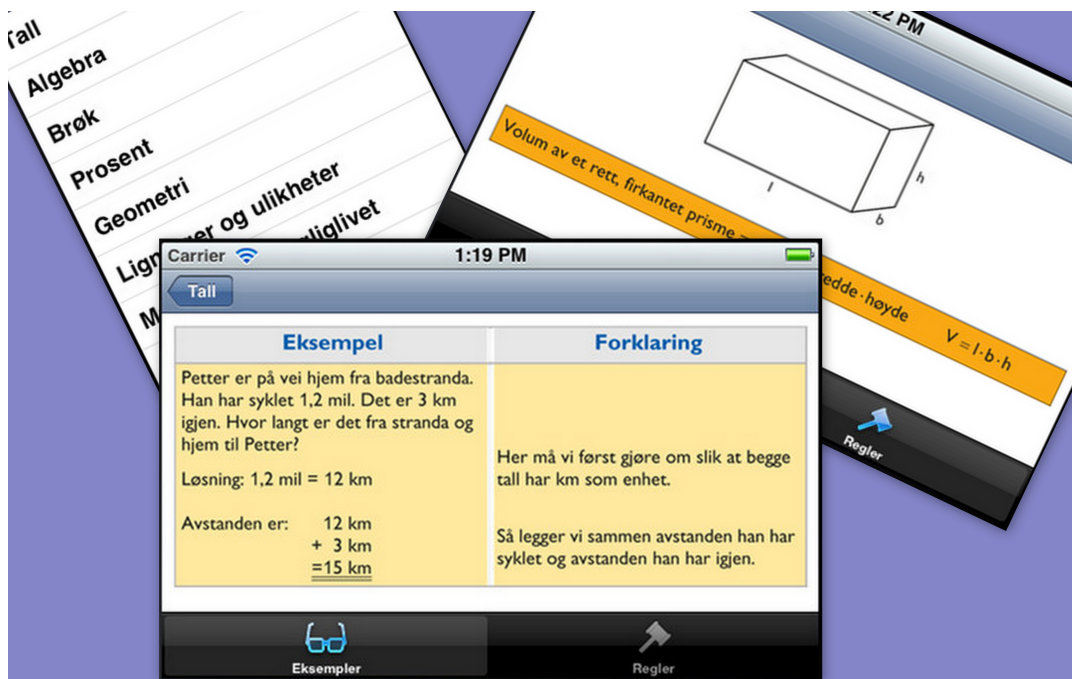 Tall
Algebra
Brøk
Prosent
Geometri
og ulikheter
22 PM
h
l
b
Volum av et rett, firkantet prisme =
høyde V = l·b·h
Regler
Carrier 1:19 PM
Tall
Eksempel Forklaring
Petter er på vei hjem fra badestranda.
Han har syklet 1,2 mil. Det er 3 km
igjen. Hvor langt er det fra stranda og
hjem til Petter?
Løsning: 1,2 mil = 12 km
Avstanden er: 12 km
+ 3 km
=15 km
Her må vi først gjøre om slik at begge
tall har km som enhet.
Så legger vi sammen avstanden han har
syklet og avstanden han har igjen.
Eksempler Regler